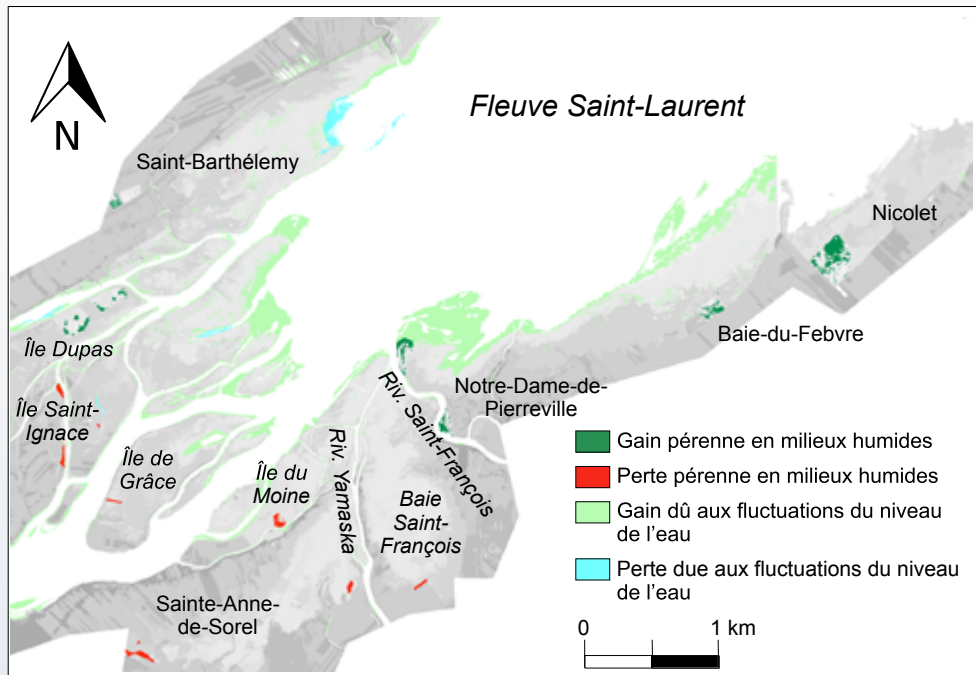 Fleuve Saint-Laurent
N
Saint-Barthélemy
Nicolet
Baie-du-Febvre
Île Dupas
Notre-Dame-de-
Pierreville
Riv. Saint-François
Île Saint-
Ignace
Île de
Grâce
Île du
Moine
Riv. Yamaska
Baie
Saint-
François
Sainte-Anne-
de-Sorel
Gain pérenne en milieux humides
Perte pérenne en milieux humides
Gain dû aux fluctuations du niveau
de l'eau
Perte due aux fluctuations du niveau
de l'eau
0 1 km